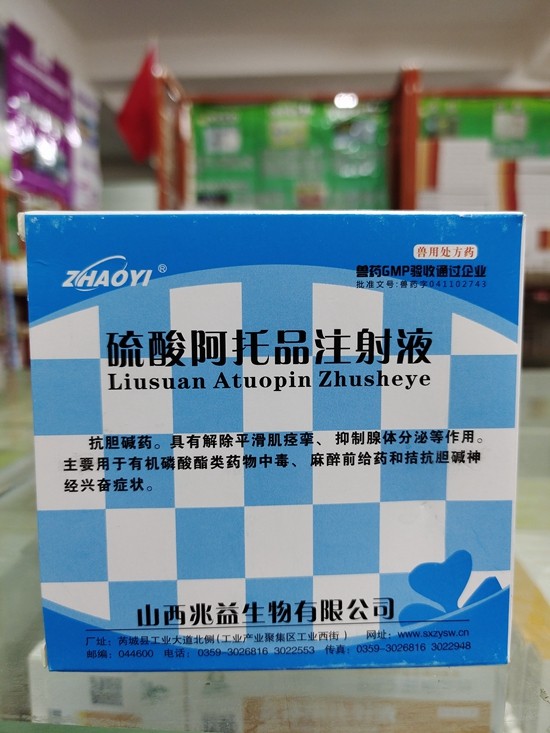 兽用处方药
ZHAOYI®
兽药GMP验收通过企业
批准文号:兽药字041102743
硫酸阿托品注射液
Liusuan Atuopin Zhusheye
抗胆碱药。具有解除平滑肌痉挛、抑制腺体分泌等作用。
主要用于有机磷酸酯类药物中毒、麻醉前给药和拮抗胆碱神
经兴奋症状。
山西兆益生物有限公司
厂址:芮城县工业大道北侧(工业产业聚集区工业西街) 网址:www.sxzysw.cn
邮编:044600 电话:0359-3026816 3022553 传真:0359-3026816 3022948